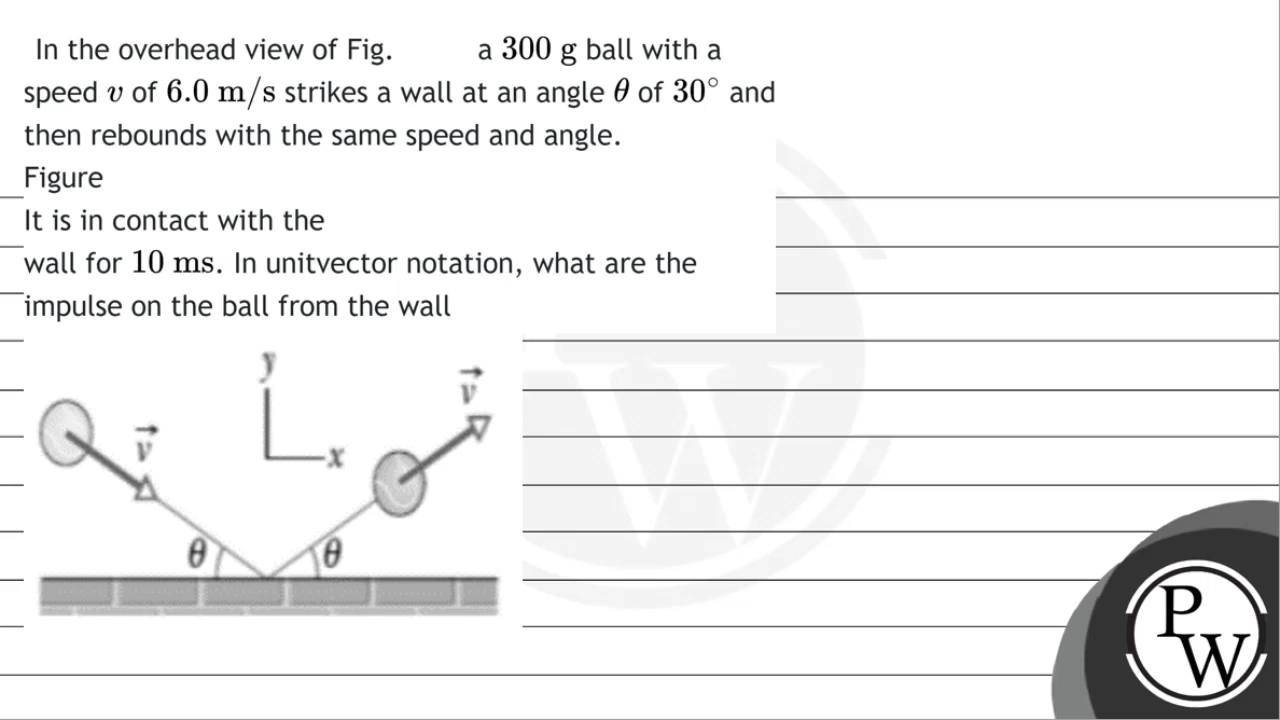 In the overhead view of Fig. a 300 g ball with a
speed v of 6.0 m/s strikes a wall at an angle θ of 30° and
then rebounds with the same speed and angle.
Figure
It is in contact with the
wall for 10 ms. In unitvector notation, what are the
impulse on the ball from the wall
y
v⃗
v⃗
x
θ
θ
P
W